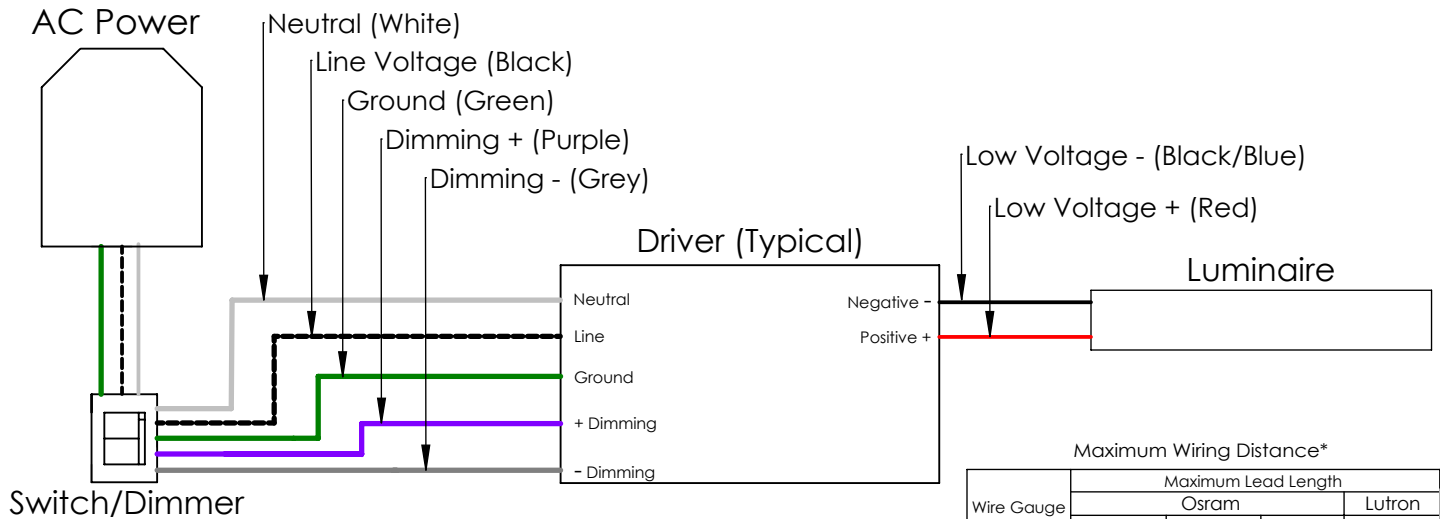 AC Power
Neutral (White)
Line Voltage (Black)
Ground (Green)
Dimming + (Purple)
Dimming - (Grey)
Low Voltage - (Black/Blue)
Low Voltage + (Red)
Driver (Typical)
Luminaire
Neutral
Line
Ground
+ Dimming
- Dimming
Negative -
Positive +
Switch/Dimmer
Maximum Wiring Distance*
Maximum Lead Length
Wire Gauge
Osram
Lutron